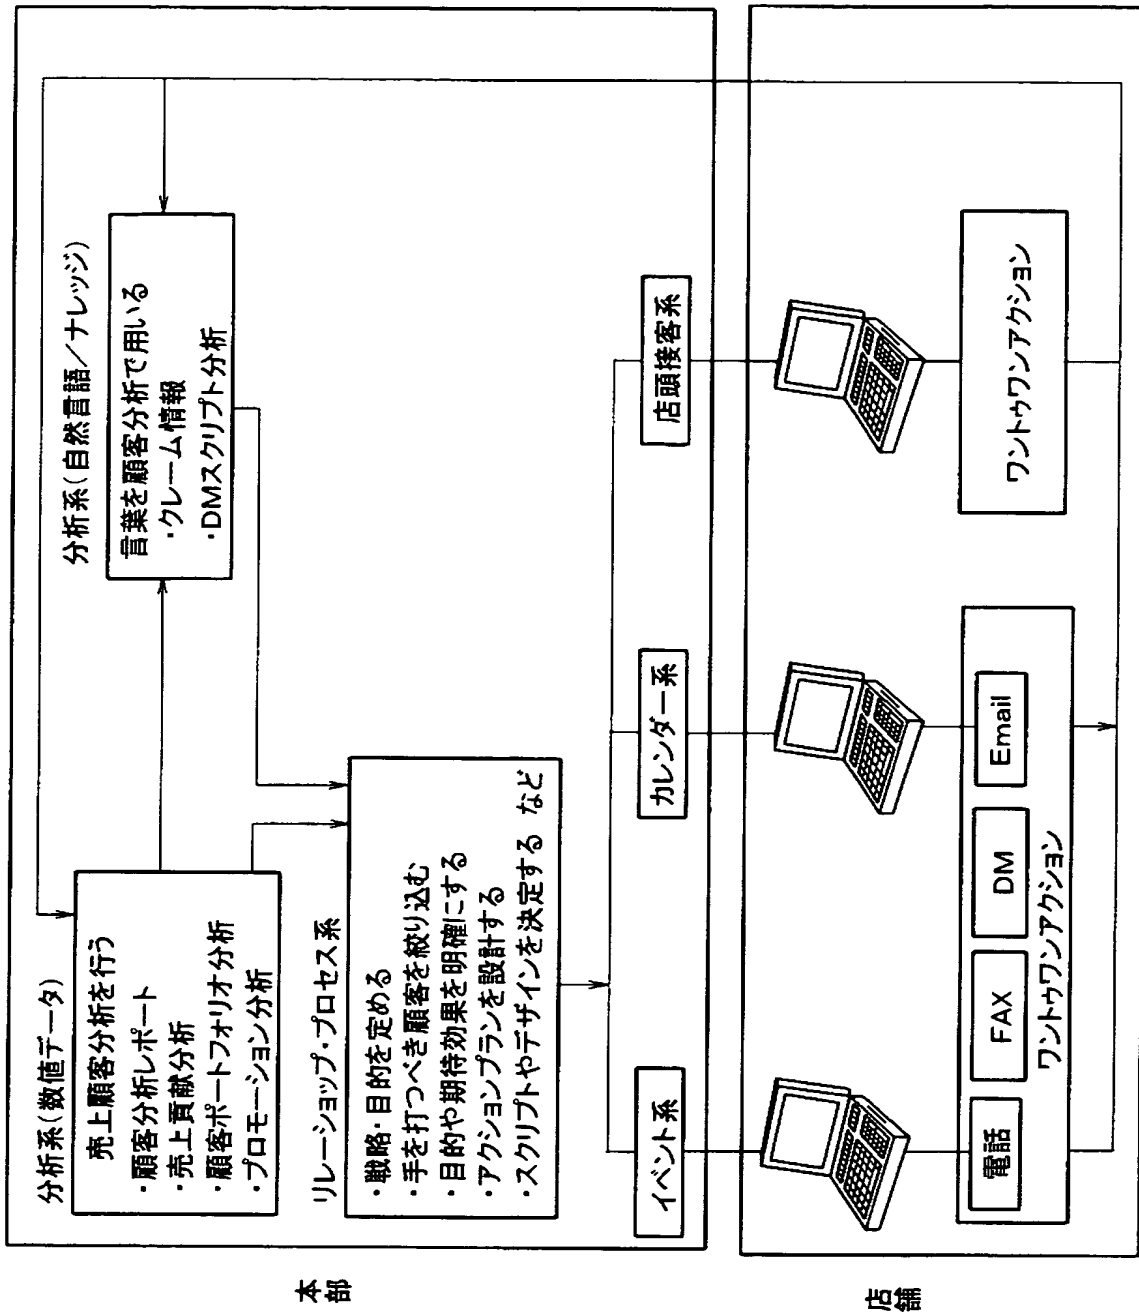 本部
分析系(数値データ)
売上顧客分析を行う
・顧客分析レポート
・売上貢献分析
・顧客ポートフォリオ分析
・プロモーション分析
分析系(自然言語/ナレッジ)
言葉を顧客分析で用いる
・クレーム情報
・DMスクリプト分析
リレーショップ・プロセス系
・戦略・目的を定める
・手を打つべき顧客を絞り込む
・目的や期待効果を明確にする
・アクションプランを設計する
・スクリプトやデザインを決定する など
イベント系
カレンダー系
店頭接客系
店舗
電話
FAX
DM
Email
ワントゥワンアクション
ワントゥワンアクション